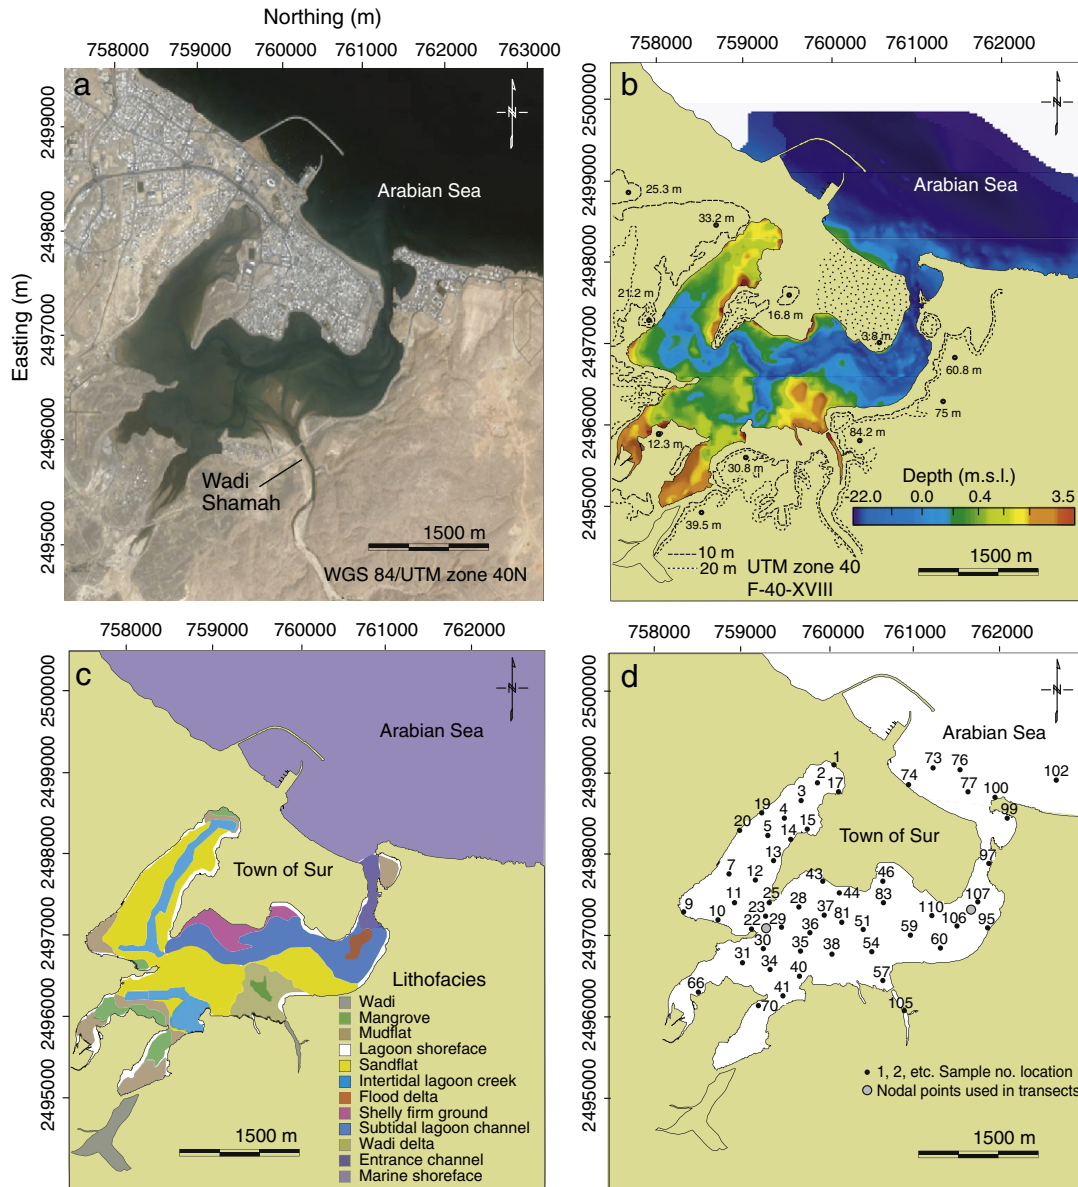 Northing (m)
758000 759000 760000 761000 762000 763000
a
2499000
2498000
2497000
2496000
2495000
Easting (m)
N
Arabian Sea
Wadi
Shamah
1500 m
WGS 84/UTM zone 40N
758000 759000 760000 761000 762000
b
2500000
2499000
2498000
2497000
2496000
2495000
N
Arabian Sea
25.3 m
33.2 m
21.2 m
16.8 m
3.8 m
60.8 m
75 m
84.2 m
12.3 m
30.8 m
39.5 m
Depth (m.s.l.)
22.0 0.0 0.4 3.5
10 m
20 m
1500 m
UTM zone 40
F-40-XVIII
758000 759000 760000 761000 762000
c
2500000
2499000
2498000
2497000
2496000
2495000
N
Arabian Sea
Town of Sur
Lithofacies
Wadi
Mangrove
Mudflat
Lagoon shoreface
Sandflat
Intertidal lagoon creek
Flood delta
Shelly firm ground
Subtidal lagoon channel
Wadi delta
Entrance channel
Marine shoreface
1500 m
758000 759000 760000 761000 762000
d
2500000
2499000
2498000
2497000
2496000
2495000
N
Arabian Sea
73 76
74 77 102
100
99
1
2 17
3
19 4
20 5 15
14
Town of Sur
13
7 12
97
43 46
11 25 28 44 83 107
9 10 23 37 110
22 29 36 81 51 59 106 95
30 35 38 54 60
31 34
66 40 57
70 41 105
1, 2, etc. Sample no. location
Nodal points used in transects
1500 m